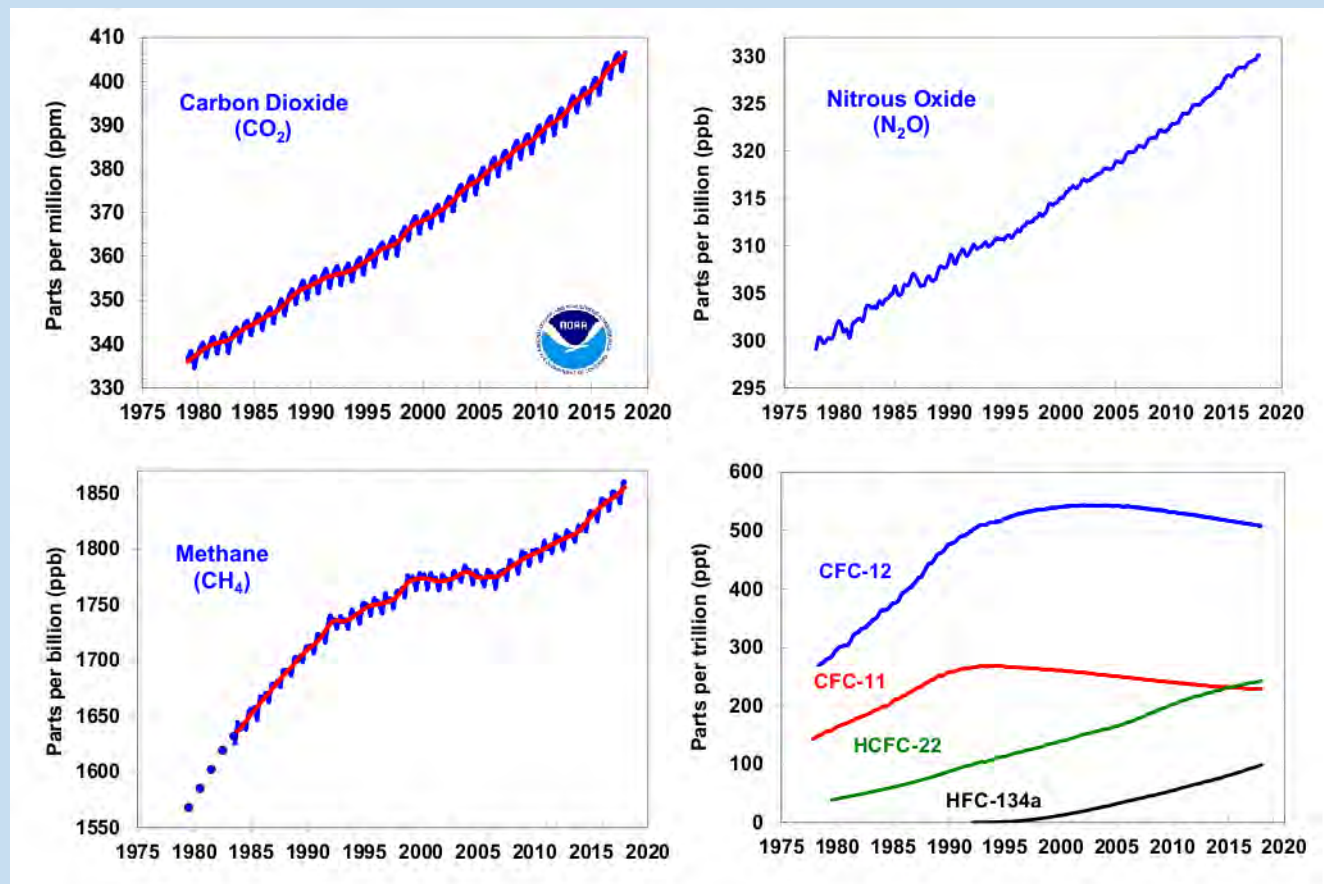 410
400
390
380
370
360
350
340
330
Parts per million (ppm)
Carbon Dioxide
(CO₂)
NOAA
1975 1980 1985 1990 1995 2000 2005 2010 2015 2020
330
325
320
315
310
305
300
295
Parts per billion (ppb)
Nitrous Oxide
(N₂O)
1975 1980 1985 1990 1995 2000 2005 2010 2015 2020
1850
1800
1750
1700
1650
1600
1550
Parts per billion (ppb)
Methane
(CH₄)
1975 1980 1985 1990 1995 2000 2005 2010 2015 2020
600
500
400
300
200
100
0
Parts per trillion (ppt)
CFC-12
CFC-11
HCFC-22
HFC-134a
1975 1980 1985 1990 1995 2000 2005 2010 2015 2020